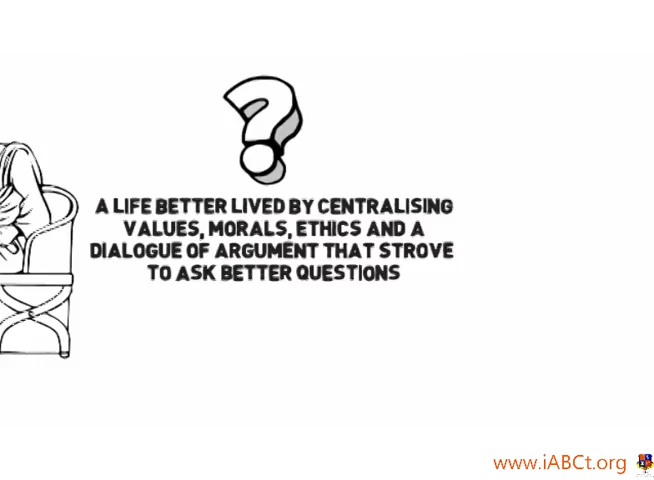 A LIFE BETTER LIVED BY CENTRALISING
VALUES, MORALS, ETHICS AND A
DIALOGUE OF ARGUMENT THAT STROVE
TO ASK BETTER QUESTIONS
www.iABCt.org